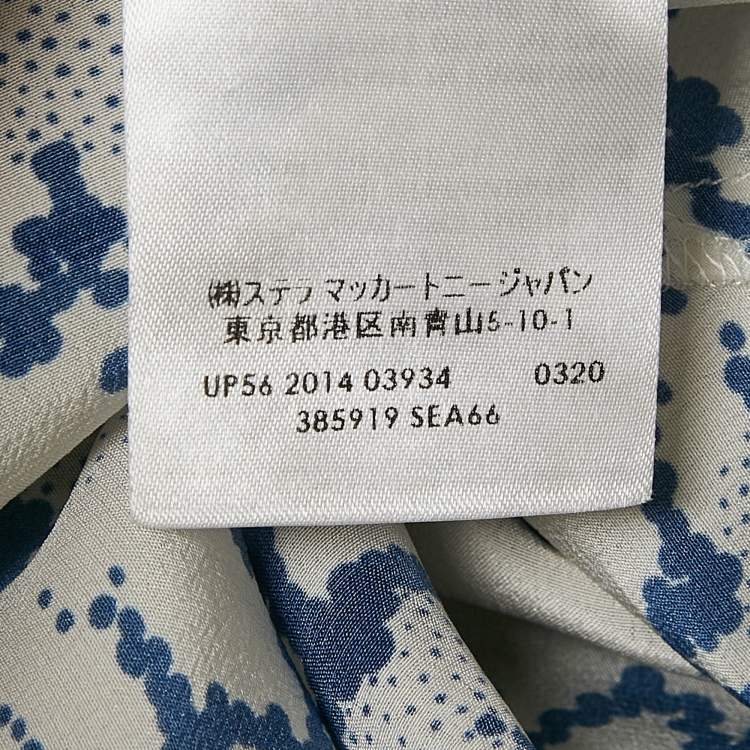 ㈱ステラ マッカートニー ジャパン
東京都港区南青山5-10-1
UP56 2014 03934 0320
385919 SEA66